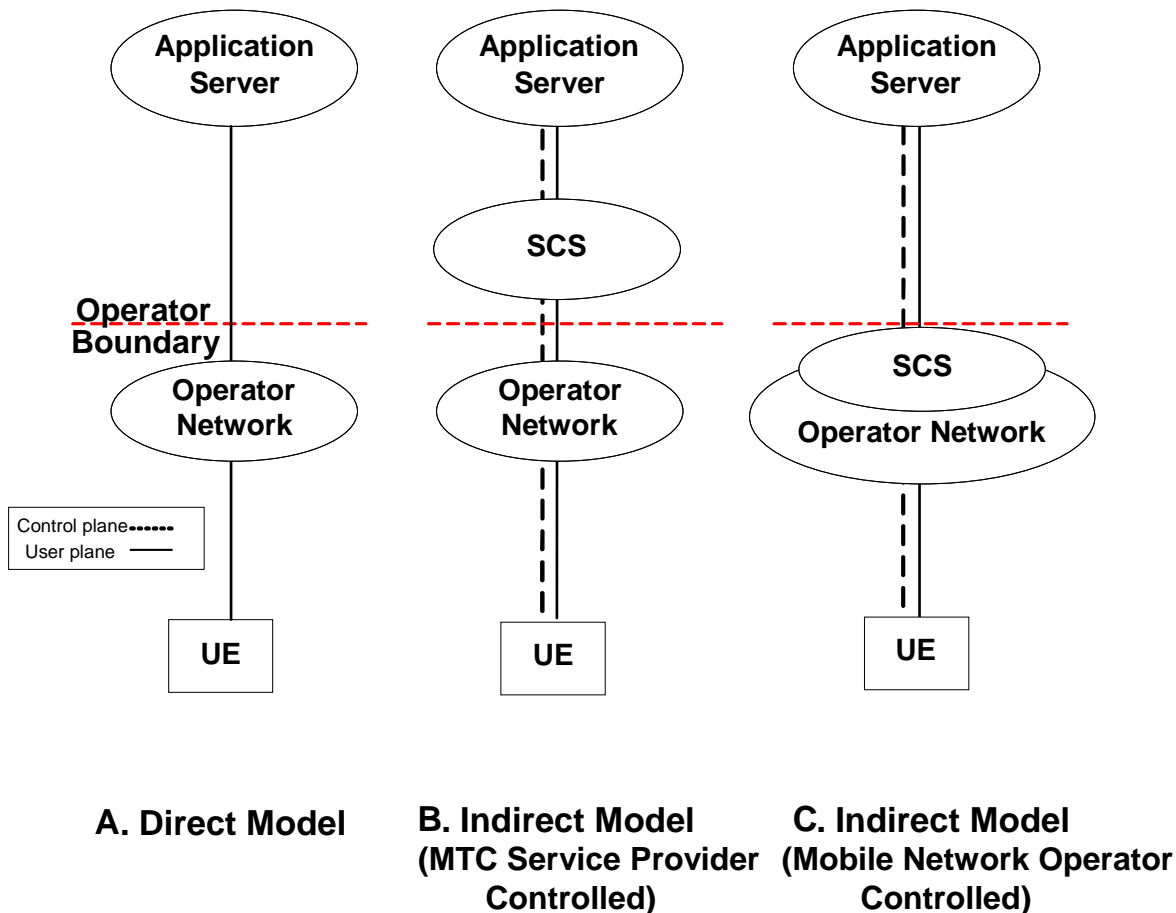 Application
Server
Application
Server
Application
Server
SCS
Operator
Boundary
SCS
Operator
Network
Operator
Network
Operator Network
Control plane
User plane
UE
UE
UE
A. Direct Model
B. Indirect Model
(MTC Service Provider
Controlled)
C. Indirect Model
(Mobile Network Operator
Controlled)